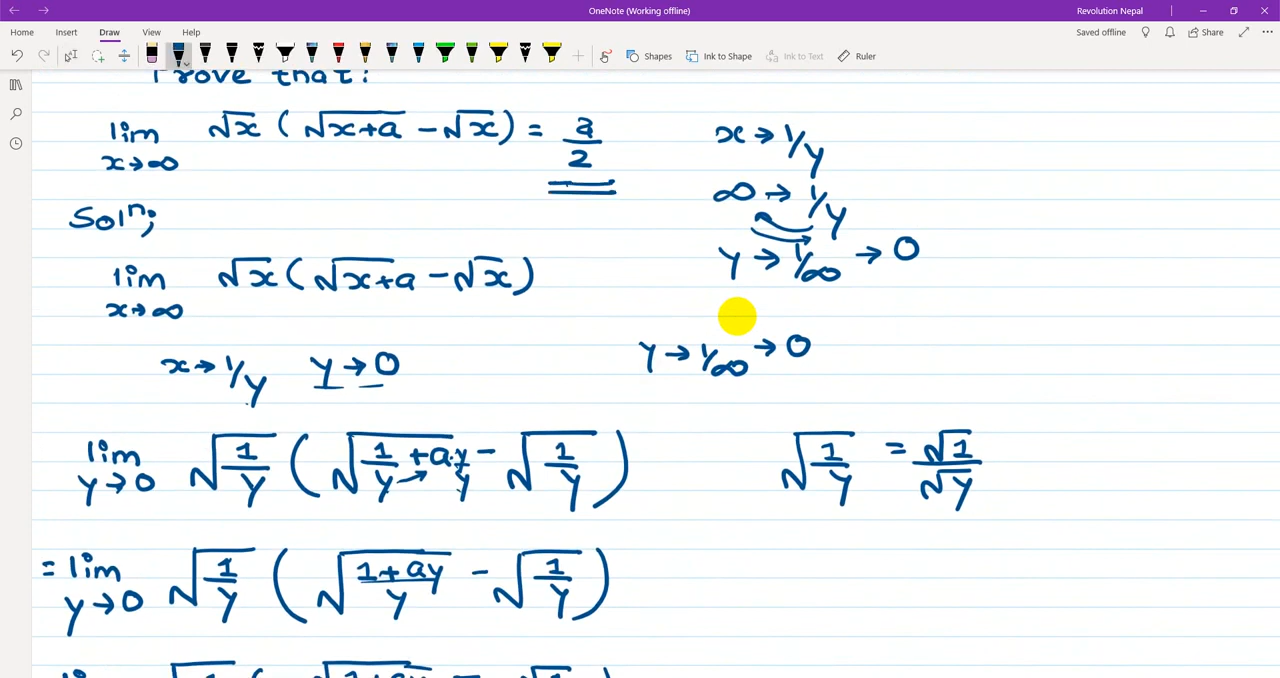 OneNote (Working offline)
Revolution Nepal
Home Insert Draw View Help
Saved offline
Share
Shapes
Ink to Shape
Ink to Text
Ruler
Prove that:
lim x→∞ √x (√x+a − √x) = a/2
x → 1/y
∞ → 1/y
y → 1/∞ → 0
Solⁿ;
lim x→∞ √x (√x+a − √x)
x → 1/y y → 0
y → 1/∞ → 0
lim y→0 √1/y (√1/y + a.y/y − √1/y)
√1/y = √1/√y
= lim y→0 √1/y (√1+ay/y − √1/y)